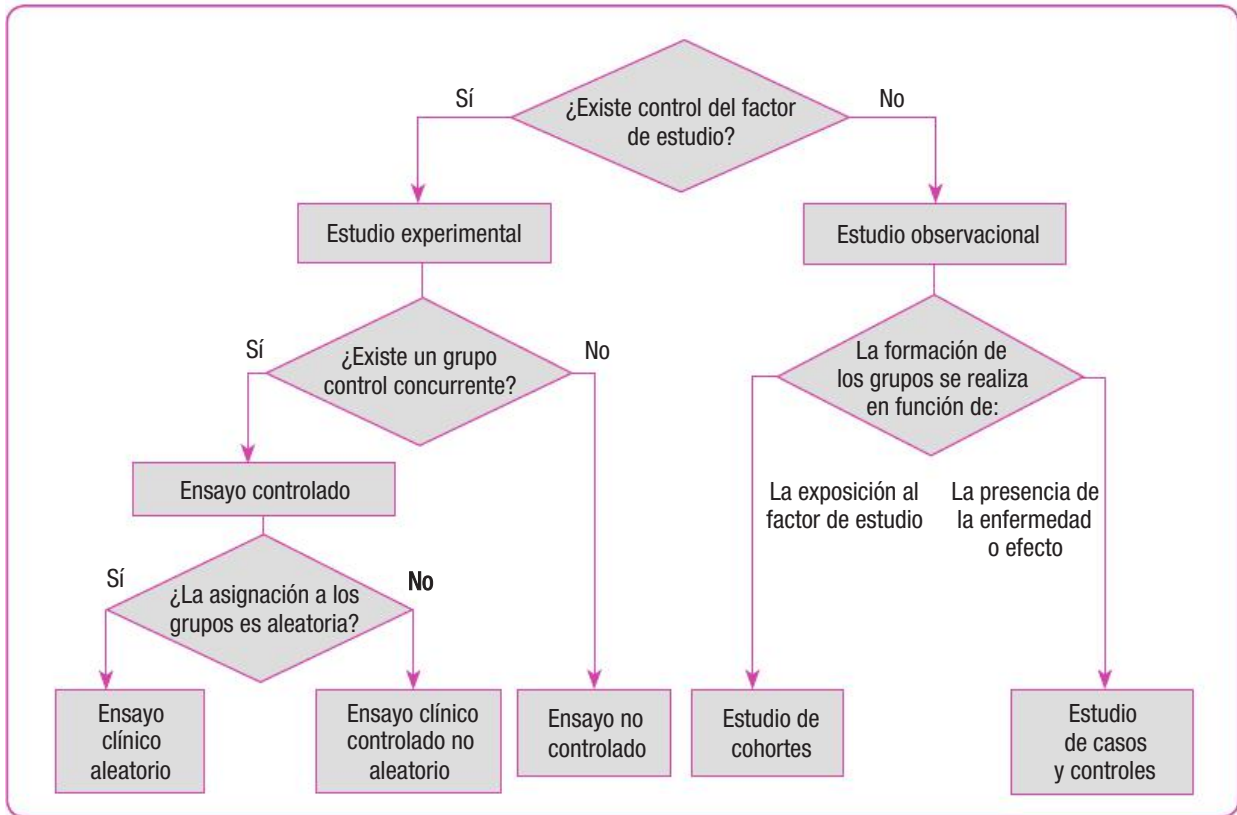 ¿Existe control del factor
de estudio?
Sí
No
Estudio experimental
Estudio observacional
¿Existe un grupo
control concurrente?
Sí
No
La formación de
los grupos se realiza
en función de:
Ensayo controlado
La exposición al
factor de estudio
La presencia de
la enfermedad
o efecto
¿La asignación a los
grupos es aleatoria?
Sí
No
Ensayo
clínico
aleatorio
Ensayo clínico
controlado no
aleatorio
Ensayo no
controlado
Estudio de
cohortes
Estudio
de casos
y controles